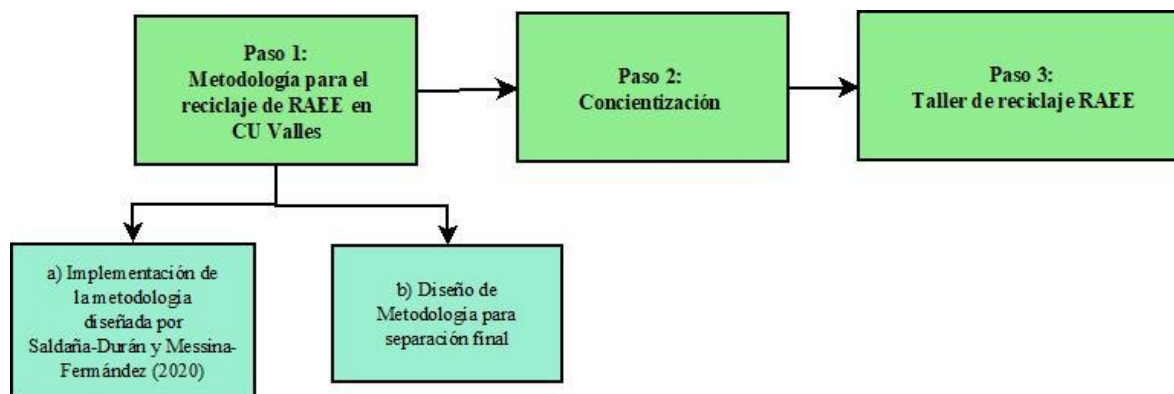 Paso 1:
Metodología para el
reciclaje de RAEE en
CU Valles
Paso 2:
Concientización
Paso 3:
Taller de reciclaje RAEE
a) Implementación de
la metodología
diseñada por
Saldaña-Durán y Messina-
Fernández (2020)
b) Diseño de
Metodología para
separación final